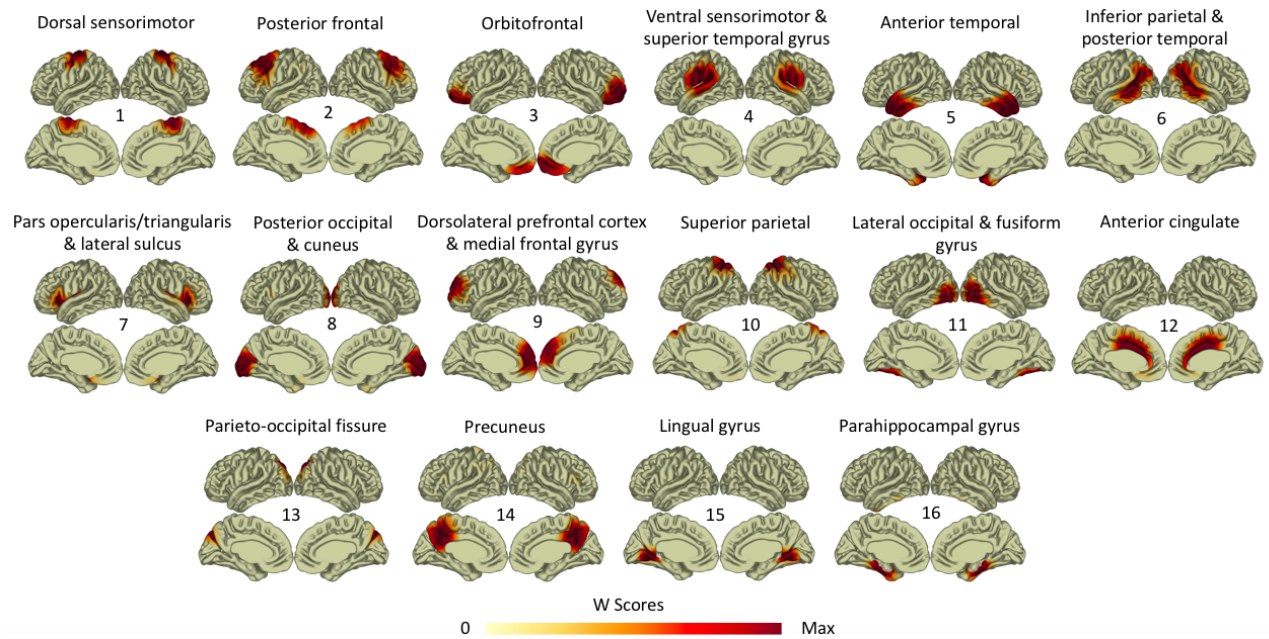 Dorsal sensorimotor
Posterior frontal
Orbitofrontal
Ventral sensorimotor &
superior temporal gyrus
Anterior temporal
Inferior parietal &
posterior temporal
1
2
3
4
5
6
Pars opercularis/triangularis
& lateral sulcus
Posterior occipital
& cuneus
Dorsolateral prefrontal cortex
& medial frontal gyrus
Superior parietal
Lateral occipital & fusiform
gyrus
Anterior cingulate
7
8
9
10
11
12
Parieto-occipital fissure
Precuneus
Lingual gyrus
Parahippocampal gyrus
13
14
15
16
W Scores
0
Max